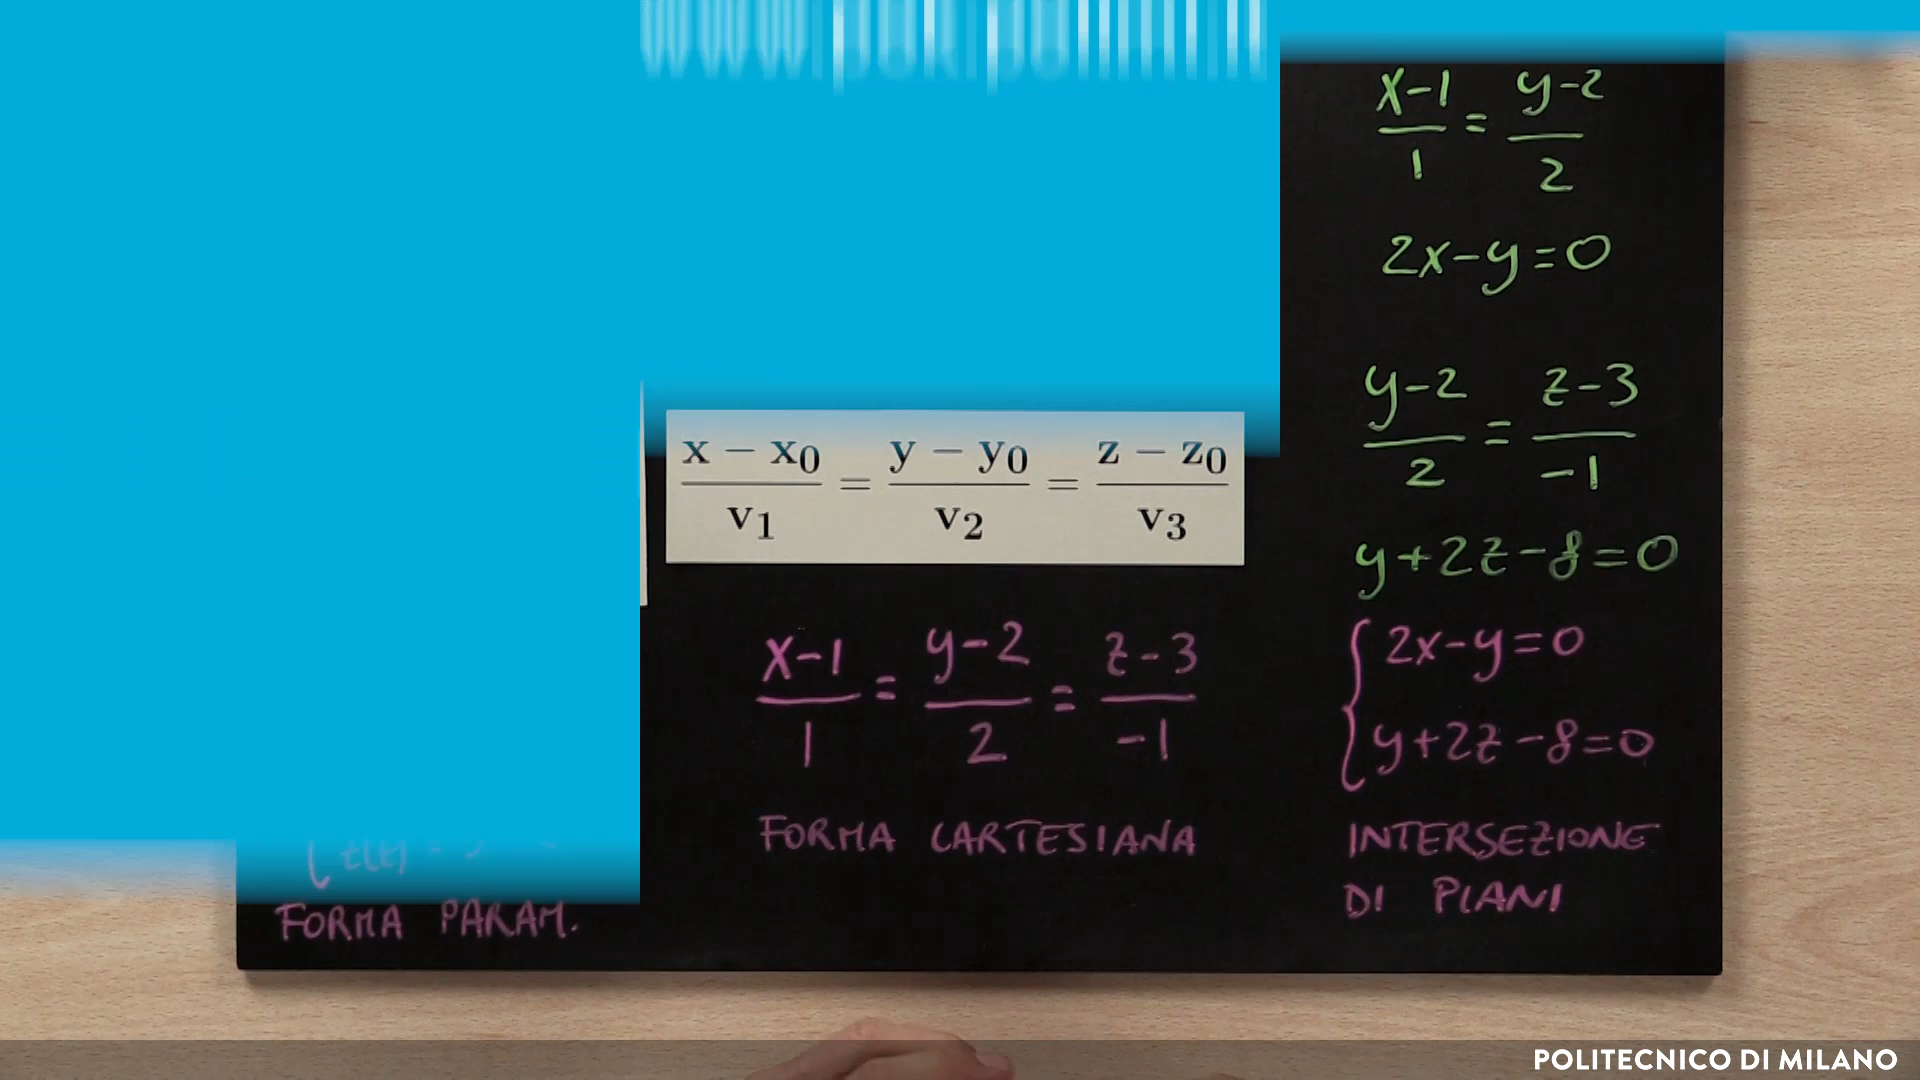 x − x₀ / v₁ = y − y₀ / v₂ = z − z₀ / v₃
x-1 / 1 = y-2 / 2 = z-3 / -1
FORMA CARTESIANA
x-1 / 1 = y-2 / 2
2x-y=0
y-2 / 2 = z-3 / -1
y+2z-8=0
{ 2x-y=0
y+2z-8=0
INTERSEZIONE
DI PIANI
FORMA PARAM.
POLITECNICO DI MILANO